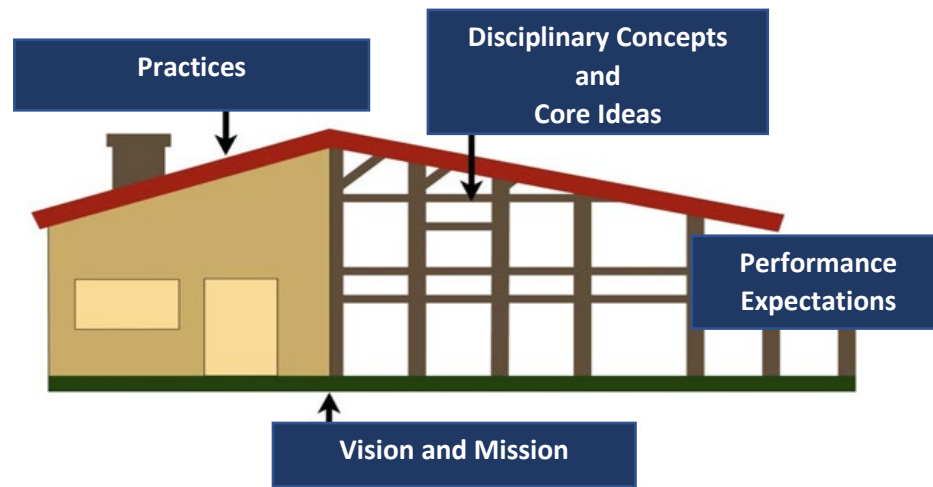 Practices
Disciplinary Concepts
and
Core Ideas
Performance
Expectations
Vision and Mission